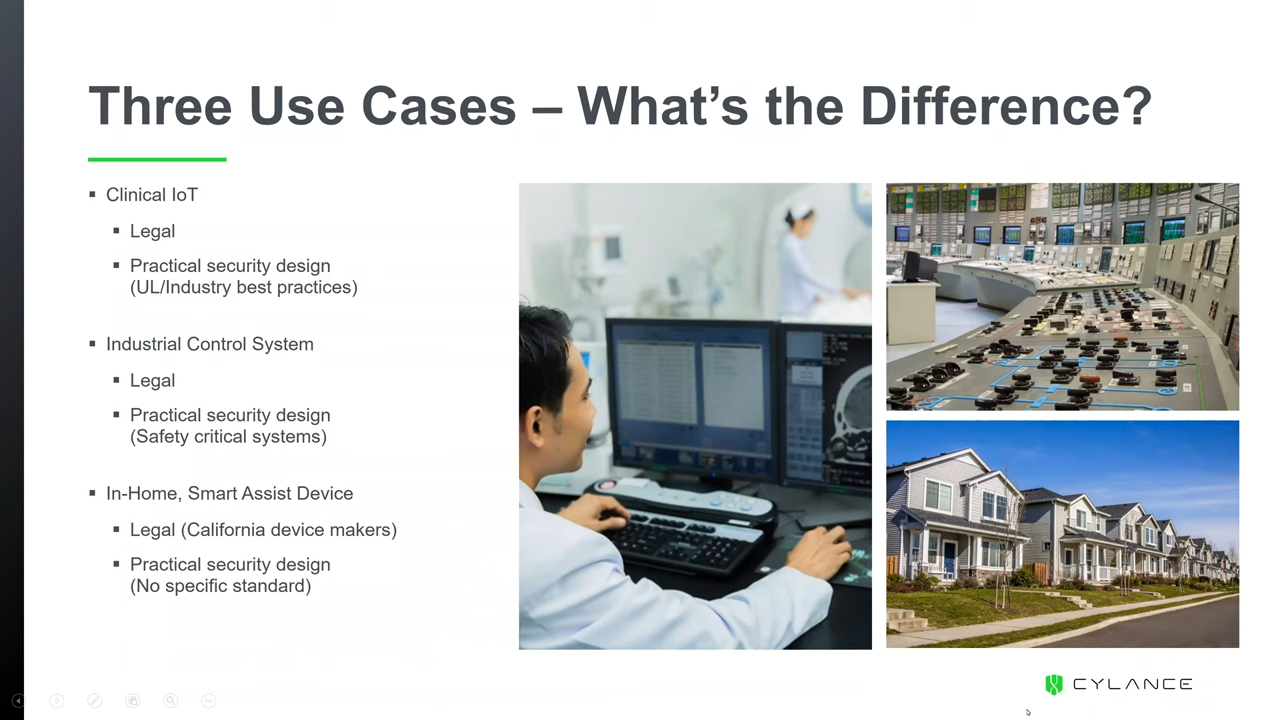 Three Use Cases – What's the Difference?
▪ Clinical IoT
▪ Legal
▪ Practical security design
(UL/Industry best practices)
▪ Industrial Control System
▪ Legal
▪ Practical security design
(Safety critical systems)
▪ In-Home, Smart Assist Device
▪ Legal (California device makers)
▪ Practical security design
(No specific standard)
CYLANCE